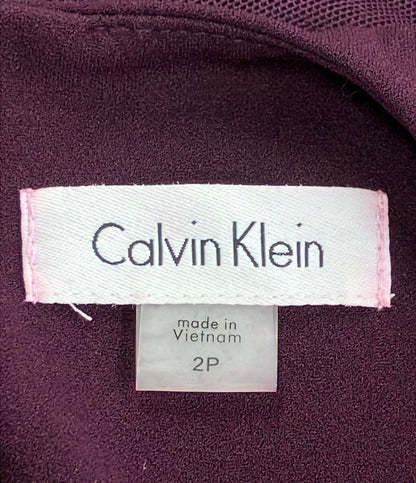 Calvin Klein
made in
Vietnam
2P